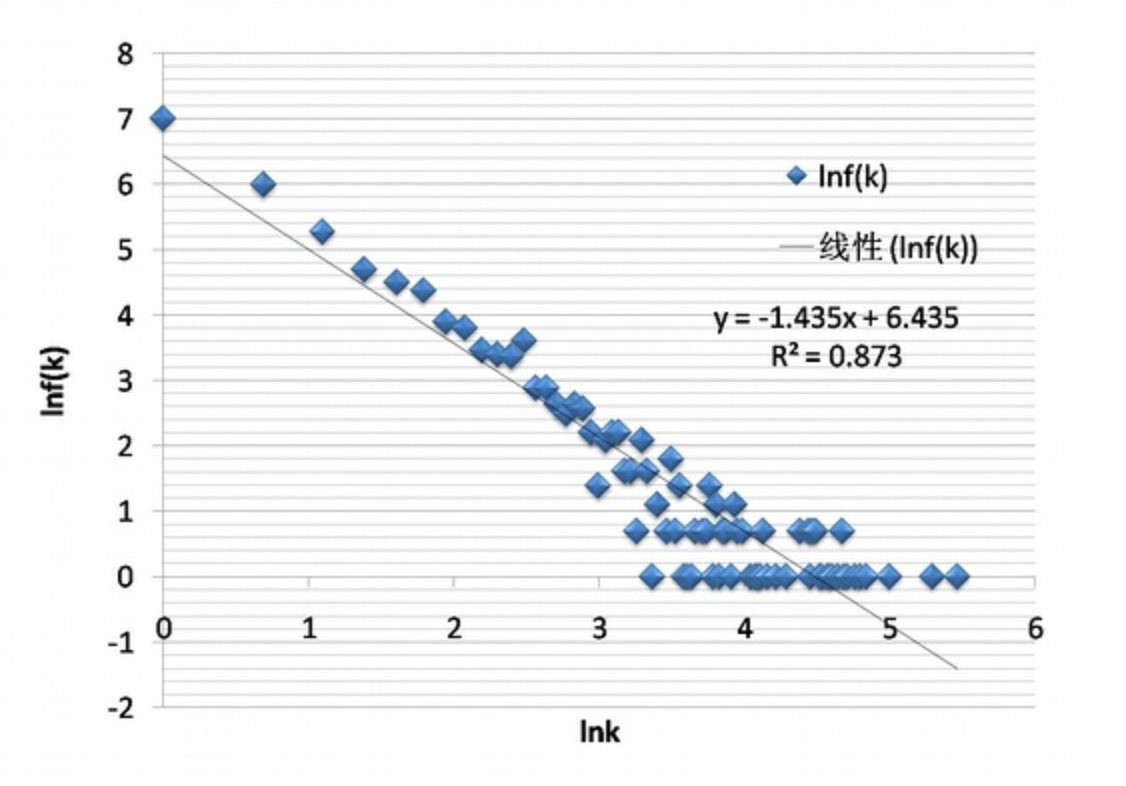 8
7
6
5
4
3
2
1
0
-1
-2
0 1 2 3 4 5 6
lnf(k)
lnk
lnf(k)
线性 (lnf(k))
y = -1.435x + 6.435
R² = 0.873